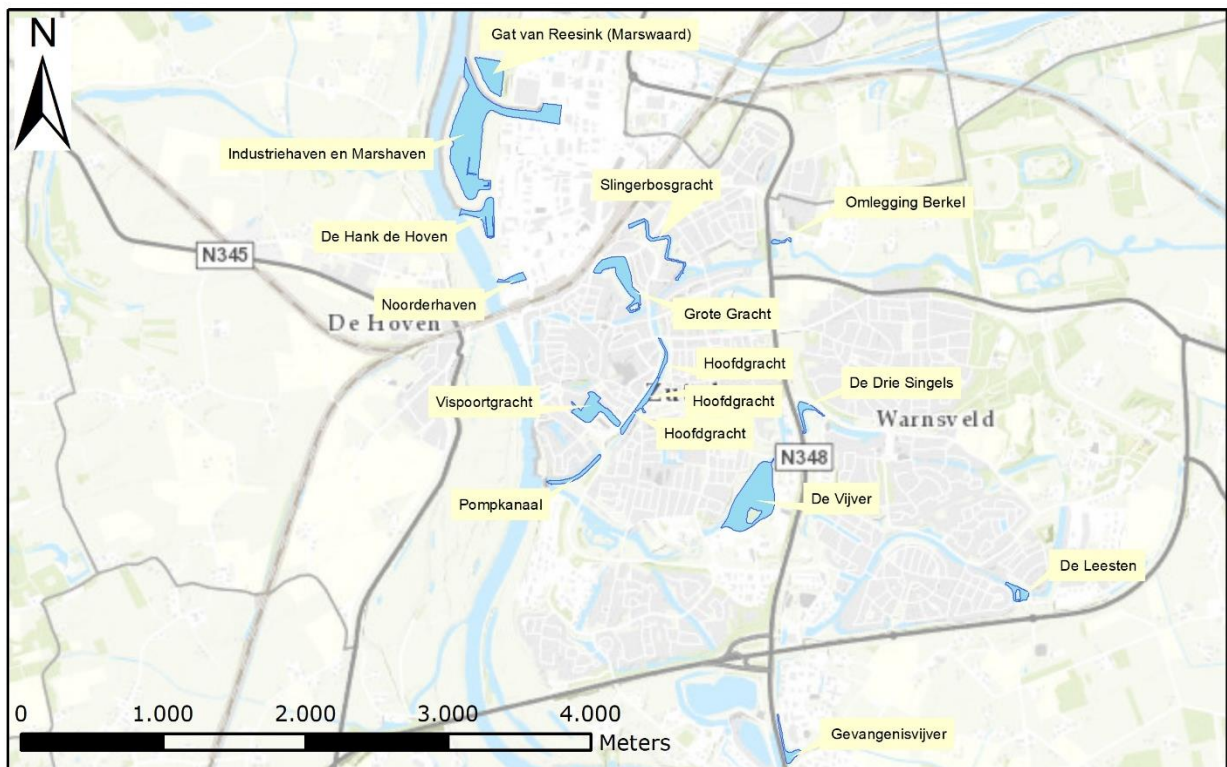 N
Gat van Reesink (Marswaard)
Industriehaven en Marshaven
Slingerbosgracht
Omlegging Berkel
De Hank de Hoven
N345
Noorderhaven
De Hoven
Grote Gracht
Hoofdgracht
De Drie Singels
Vispoortgracht
Hoofdgracht
Warnsveld
Hoofdgracht
N348
Pompkanaal
De Vijver
De Leesten
0 1.000 2.000 3.000 4.000
Meters
Gevangenisvijver